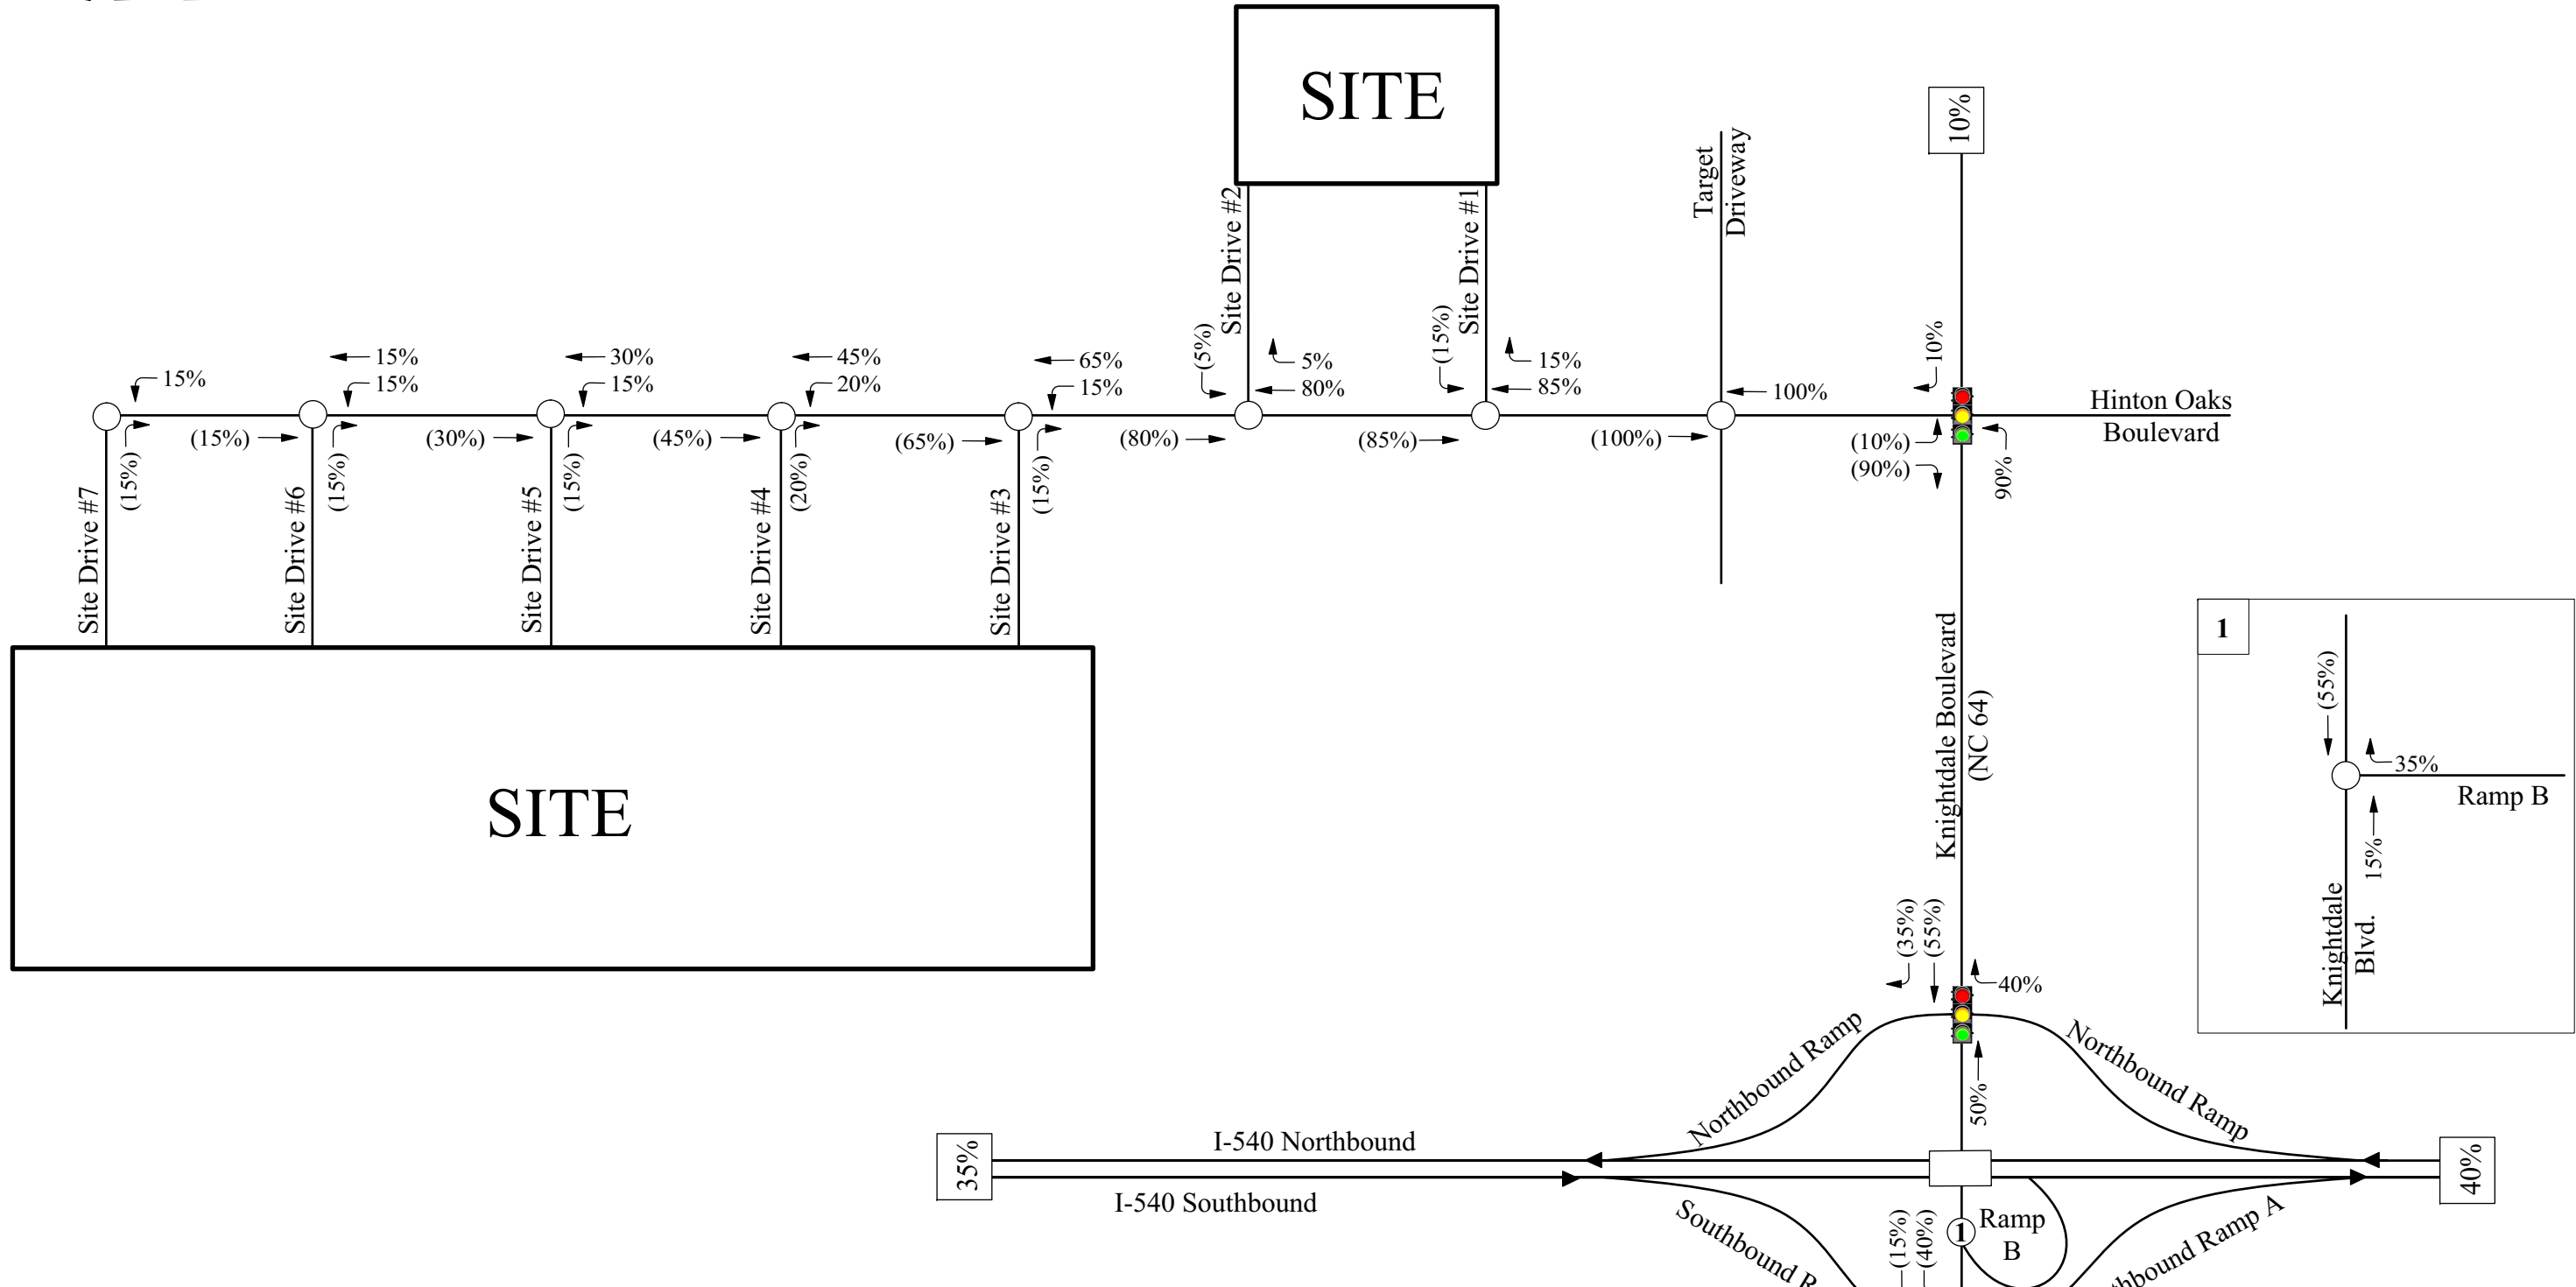 SITE
10%
Target
Driveway
Site Drive #2
Site Drive #1
(5%)
5%
80%
(15%)
15%
85%
100%
10%
Hinton Oaks
Boulevard
15%
15%
15%
30%
15%
45%
20%
65%
15%
(15%)
(30%)
(45%)
(65%)
(80%)
(85%)
(100%)
(10%)
(90%)
90%
Site Drive #7
(15%)
Site Drive #6
(15%)
Site Drive #5
(15%)
Site Drive #4
(20%)
Site Drive #3
(15%)
SITE
Knightdale Boulevard
(NC 64)
1
(55%)
35%
Ramp B
15%
Knightdale
Blvd.
(35%)
(55%)
40%
Northbound Ramp
Northbound Ramp
50%
35%
I-540 Northbound
I-540 Southbound
40%
Southbound R
(15%)
(40%)
1
Ramp
B
thbound Ramp A